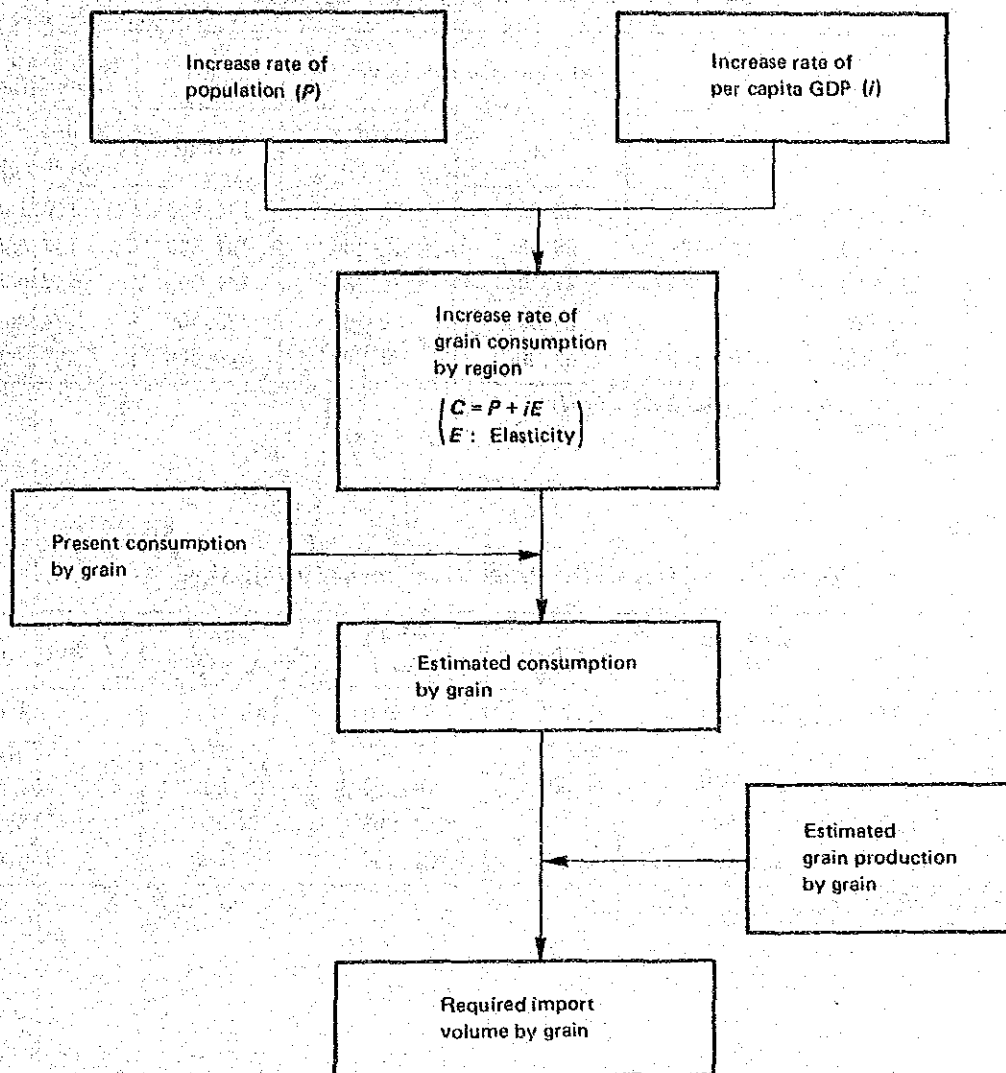 Increase rate of
population (P)
Increase rate of
per capita GDP (i)
Increase rate of
grain consumption
by region
C = P + iE
E : Elasticity
Present consumption
by grain
Estimated consumption
by grain
Estimated
grain production
by grain
Required import
volume by grain